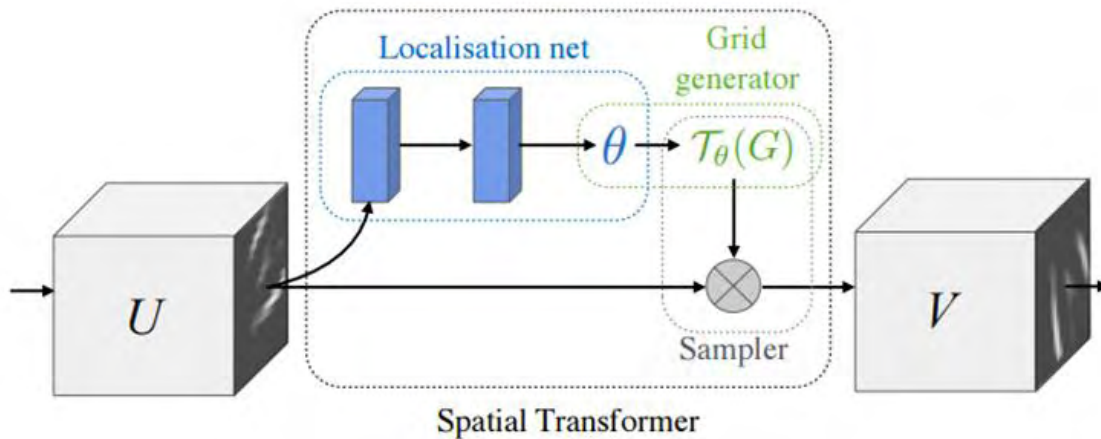 Localisation net
Grid
generator
θ
𝒯θ(G)
U
V
Sampler
Spatial Transformer